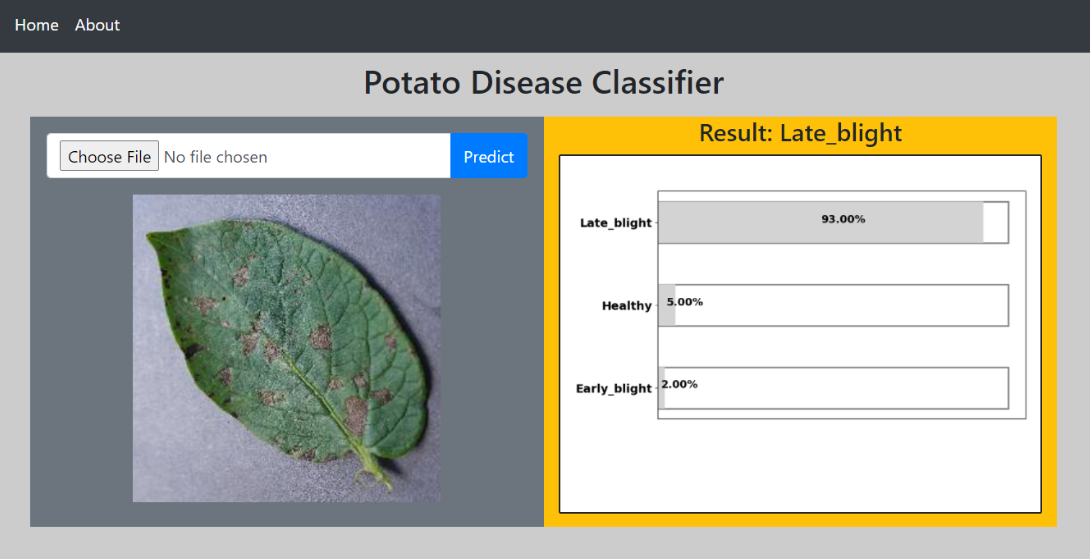 Home About
Potato Disease Classifier
Choose File No file chosen Predict
Result: Late_blight
Late_blight 93.00%
Healthy 5.00%
Early_blight 2.00%